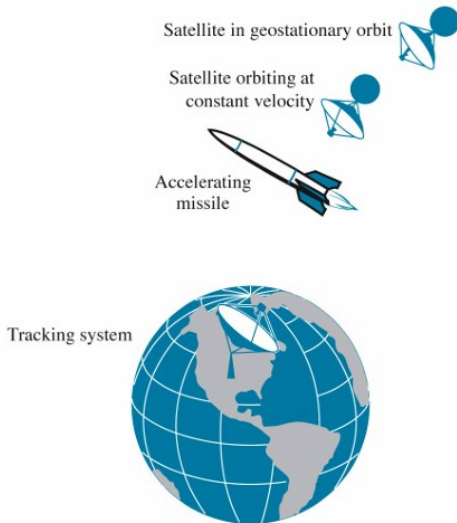 Satellite in geostationary orbit
Satellite orbiting at
constant velocity
Accelerating
missile
Tracking system